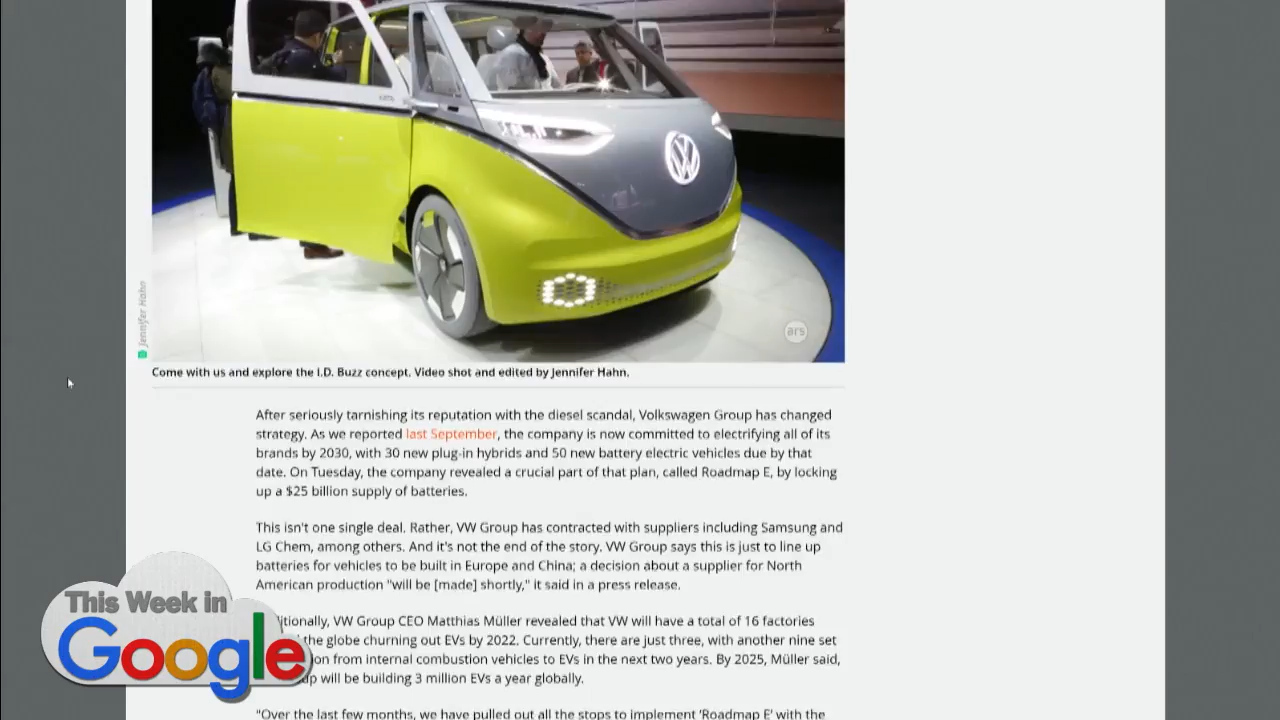 Jennifer Hahn
ars
Come with us and explore the I.D. Buzz concept. Video shot and edited by Jennifer Hahn.
After seriously tarnishing its reputation with the diesel scandal, Volkswagen Group has changed
strategy. As we reported last September, the company is now committed to electrifying all of its
brands by 2030, with 30 new plug-in hybrids and 50 new battery electric vehicles due by that
date. On Tuesday, the company revealed a crucial part of that plan, called Roadmap E, by locking
up a $25 billion supply of batteries.
This isn't one single deal. Rather, VW Group has contracted with suppliers including Samsung and
LG Chem, among others. And it's not the end of the story. VW Group says this is just to line up
batteries for vehicles to be built in Europe and China; a decision about a supplier for North
American production "will be [made] shortly," it said in a press release.
itionally, VW Group CEO Matthias Müller revealed that VW will have a total of 16 factories
the globe churning out EVs by 2022. Currently, there are just three, with another nine set
on from internal combustion vehicles to EVs in the next two years. By 2025, Müller said,
up will be building 3 million EVs a year globally.
"Over the last few months, we have pulled out all the stops to implement 'Roadmap E' with the
This Week in
Google